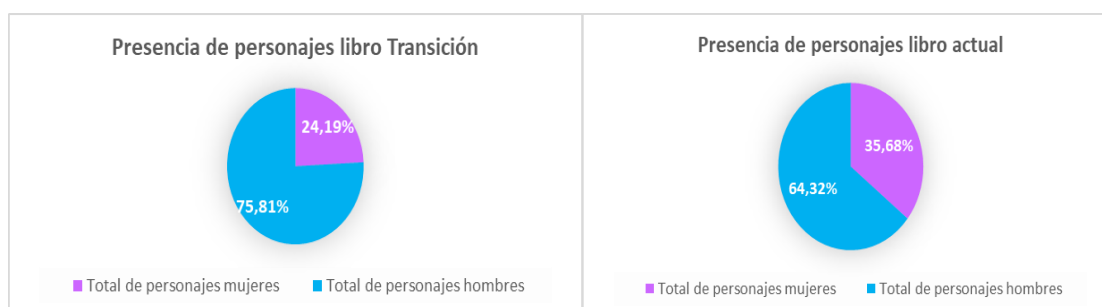 Presencia de personajes libro Transición
24,19%
75,81%
Total de personajes mujeres Total de personajes hombres
Presencia de personajes libro actual
35,68%
64,32%
Total de personajes mujeres Total de personajes hombres